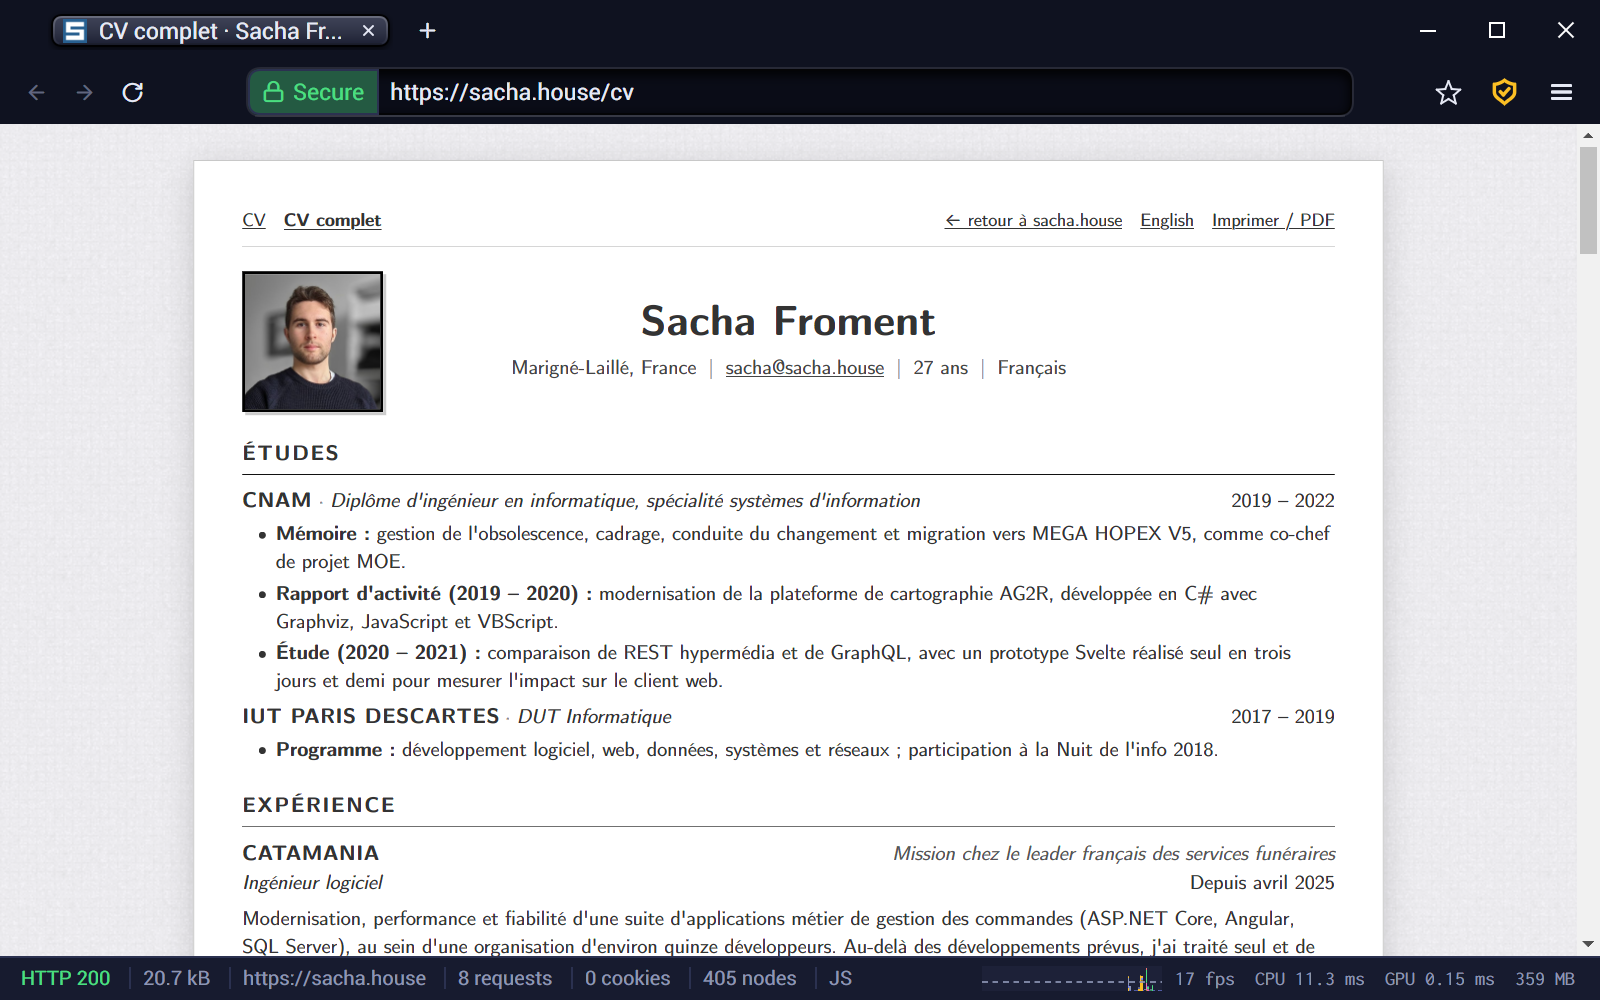 CV complet · Sacha Fr...
Secure
https://sacha.house/cv
CV CV complet
← retour à sacha.house English Imprimer / PDF
Sacha Froment
Marigné-Laillé, France | sacha@sacha.house | 27 ans | Français
ÉTUDES
CNAM · Diplôme d'ingénieur en informatique, spécialité systèmes d'information 2019 – 2022
• Mémoire : gestion de l'obsolescence, cadrage, conduite du changement et migration vers MEGA HOPEX V5, comme co-chef
de projet MOE.
• Rapport d'activité (2019 – 2020) : modernisation de la plateforme de cartographie AG2R, développée en C# avec
Graphviz, JavaScript et VBScript.
• Étude (2020 – 2021) : comparaison de REST hypermédia et de GraphQL, avec un prototype Svelte réalisé seul en trois
jours et demi pour mesurer l'impact sur le client web.
IUT PARIS DESCARTES · DUT Informatique 2017 – 2019
• Programme : développement logiciel, web, données, systèmes et réseaux ; participation à la Nuit de l'info 2018.
EXPÉRIENCE
CATAMANIA Mission chez le leader français des services funéraires
Ingénieur logiciel Depuis avril 2025
Modernisation, performance et fiabilité d'une suite d'applications métier de gestion des commandes (ASP.NET Core, Angular,
SQL Server), au sein d'une organisation d'environ quinze développeurs. Au-delà des développements prévus, j'ai traité seul et de
HTTP 200 20.7 kB https://sacha.house 8 requests 0 cookies 405 nodes JS 17 fps CPU 11.3 ms GPU 0.15 ms 359 MB